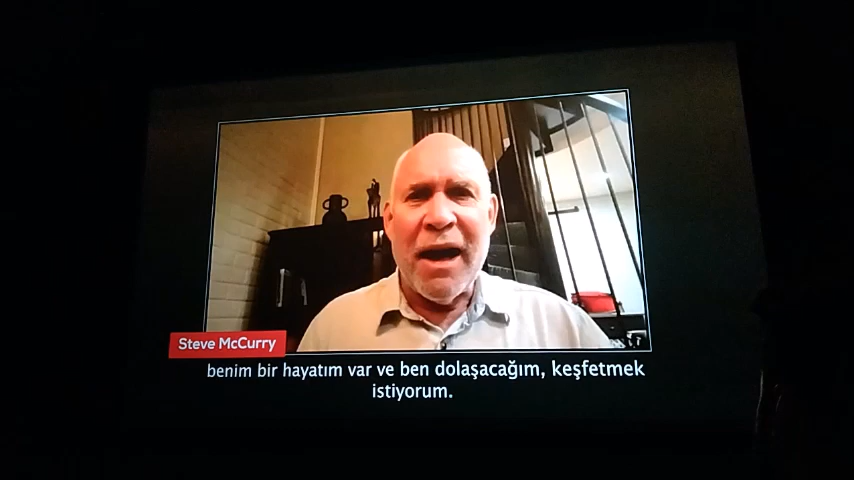 Steve McCurry
benim bir hayatım var ve ben dolaşacağım, keşfetmek
istiyorum.